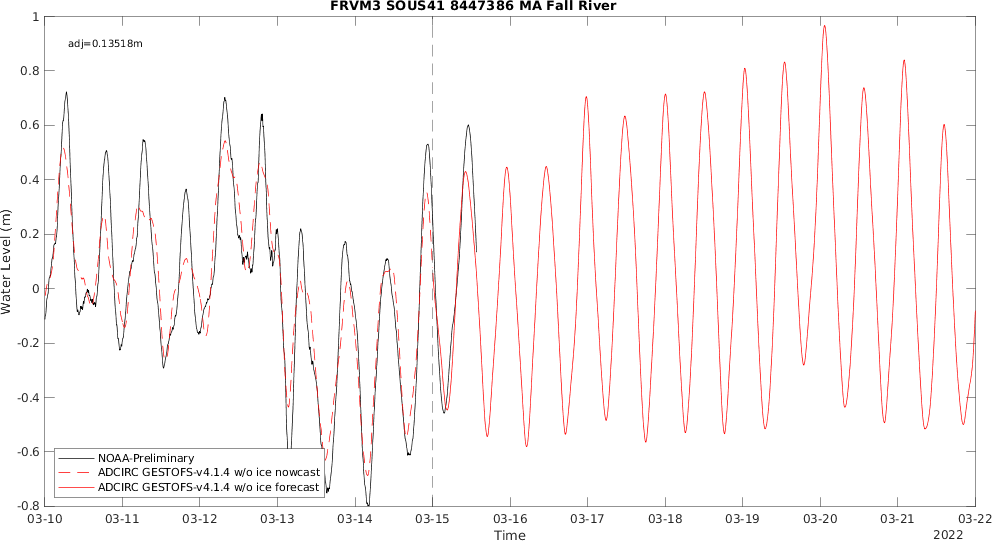 FRVM3 SOUS41 8447386 MA Fall River
adj=0.13518m
Water Level (m)
1
0.8
0.6
0.4
0.2
0
-0.2
-0.4
-0.6
-0.8
NOAA-Preliminary
ADCIRC GESTOFS-v4.1.4 w/o ice nowcast
ADCIRC GESTOFS-v4.1.4 w/o ice forecast
03-10 03-11 03-12 03-13 03-14 03-15 03-16 03-17 03-18 03-19 03-20 03-21 03-22
Time
2022